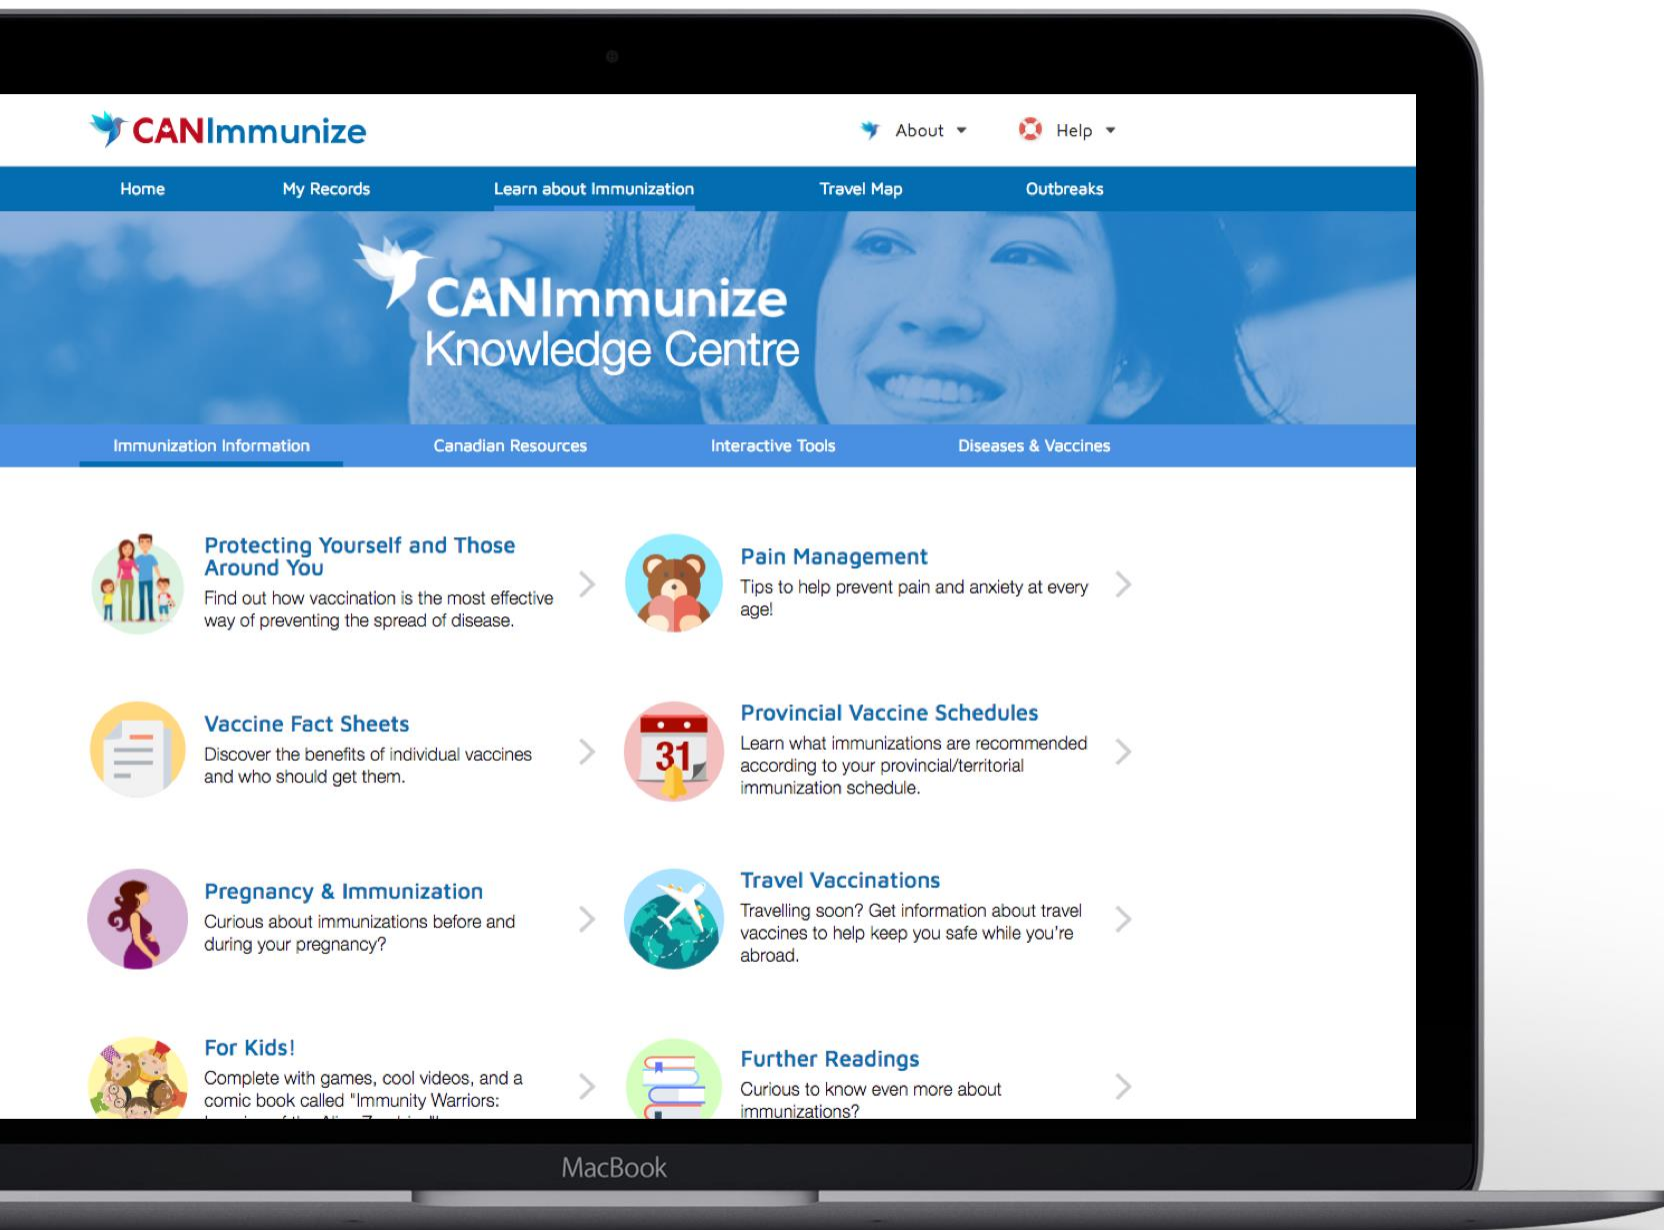 CANImmunize
About
Help
Home
My Records
Learn about Immunization
Travel Map
Outbreaks
CANImmunize
Knowledge Centre
Immunization Information
Canadian Resources
Interactive Tools
Diseases & Vaccines
Protecting Yourself and Those
Around You
Find out how vaccination is the most effective
way of preventing the spread of disease.
Pain Management
Tips to help prevent pain and anxiety at every
age!
Vaccine Fact Sheets
Discover the benefits of individual vaccines
and who should get them.
31
Provincial Vaccine Schedules
Learn what immunizations are recommended
according to your provincial/territorial
immunization schedule.
Pregnancy & Immunization
Curious about immunizations before and
during your pregnancy?
Travel Vaccinations
Travelling soon? Get information about travel
vaccines to help keep you safe while you're
abroad.
For Kids!
Complete with games, cool videos, and a
comic book called "Immunity Warriors:
Further Readings
Curious to know even more about
immunizations?
MacBook